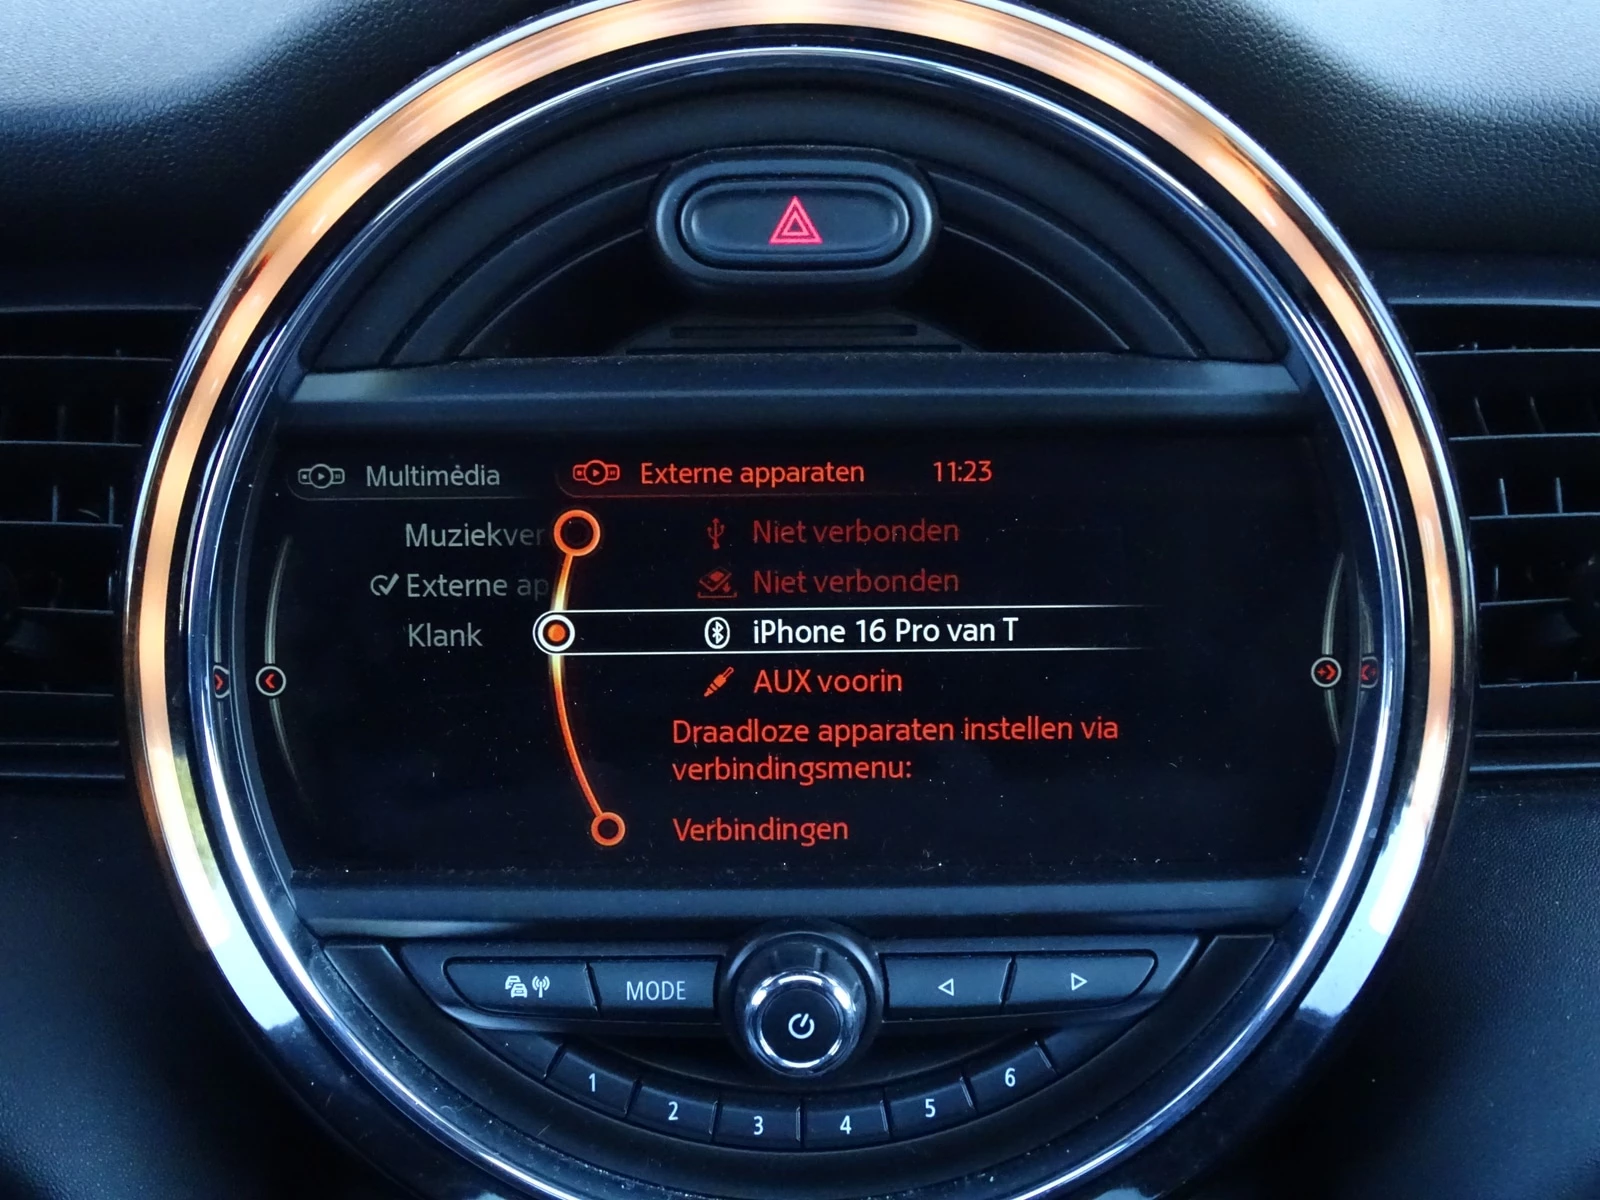 Multimedia
Externe apparaten
11:23
Muziekver
Externe ap
Klank
Niet verbonden
Niet verbonden
iPhone 16 Pro van T
AUX voorin
Draadloze apparaten instellen via
verbindingsmenu:
Verbindingen
MODE
1
2
3
4
5
6